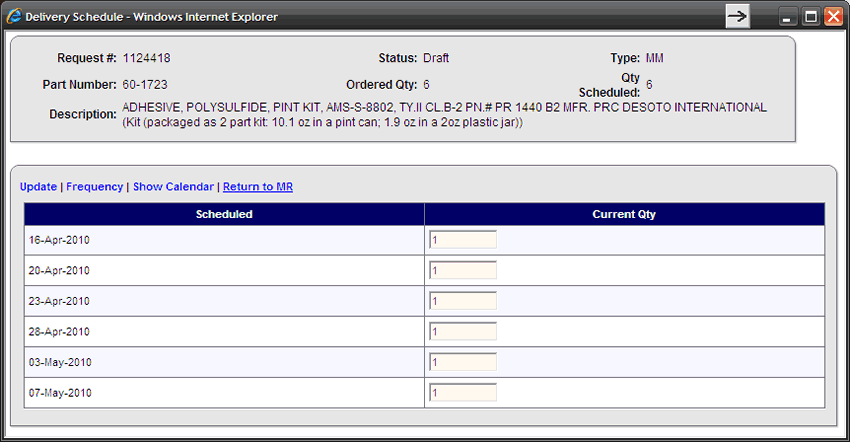 Delivery Schedule - Windows Internet Explorer
Request #: 1124418 Status: Draft Type: MM
Part Number: 60-1723 Ordered Qty: 6 Qty Scheduled: 6
Description: ADHESIVE, POLYSULFIDE, PINT KIT, AMS-S-8802, TY.II CL.B-2 PN.# PR 1440 B2 MFR. PRC DESOTO INTERNATIONAL
(Kit (packaged as 2 part kit: 10.1 oz in a pint can; 1.9 oz in a 2oz plastic jar))
Update | Frequency | Show Calendar | Return to MR
Scheduled Current Qty
16-Apr-2010 1
20-Apr-2010 1
23-Apr-2010 1
28-Apr-2010 1
03-May-2010 1
07-May-2010 1